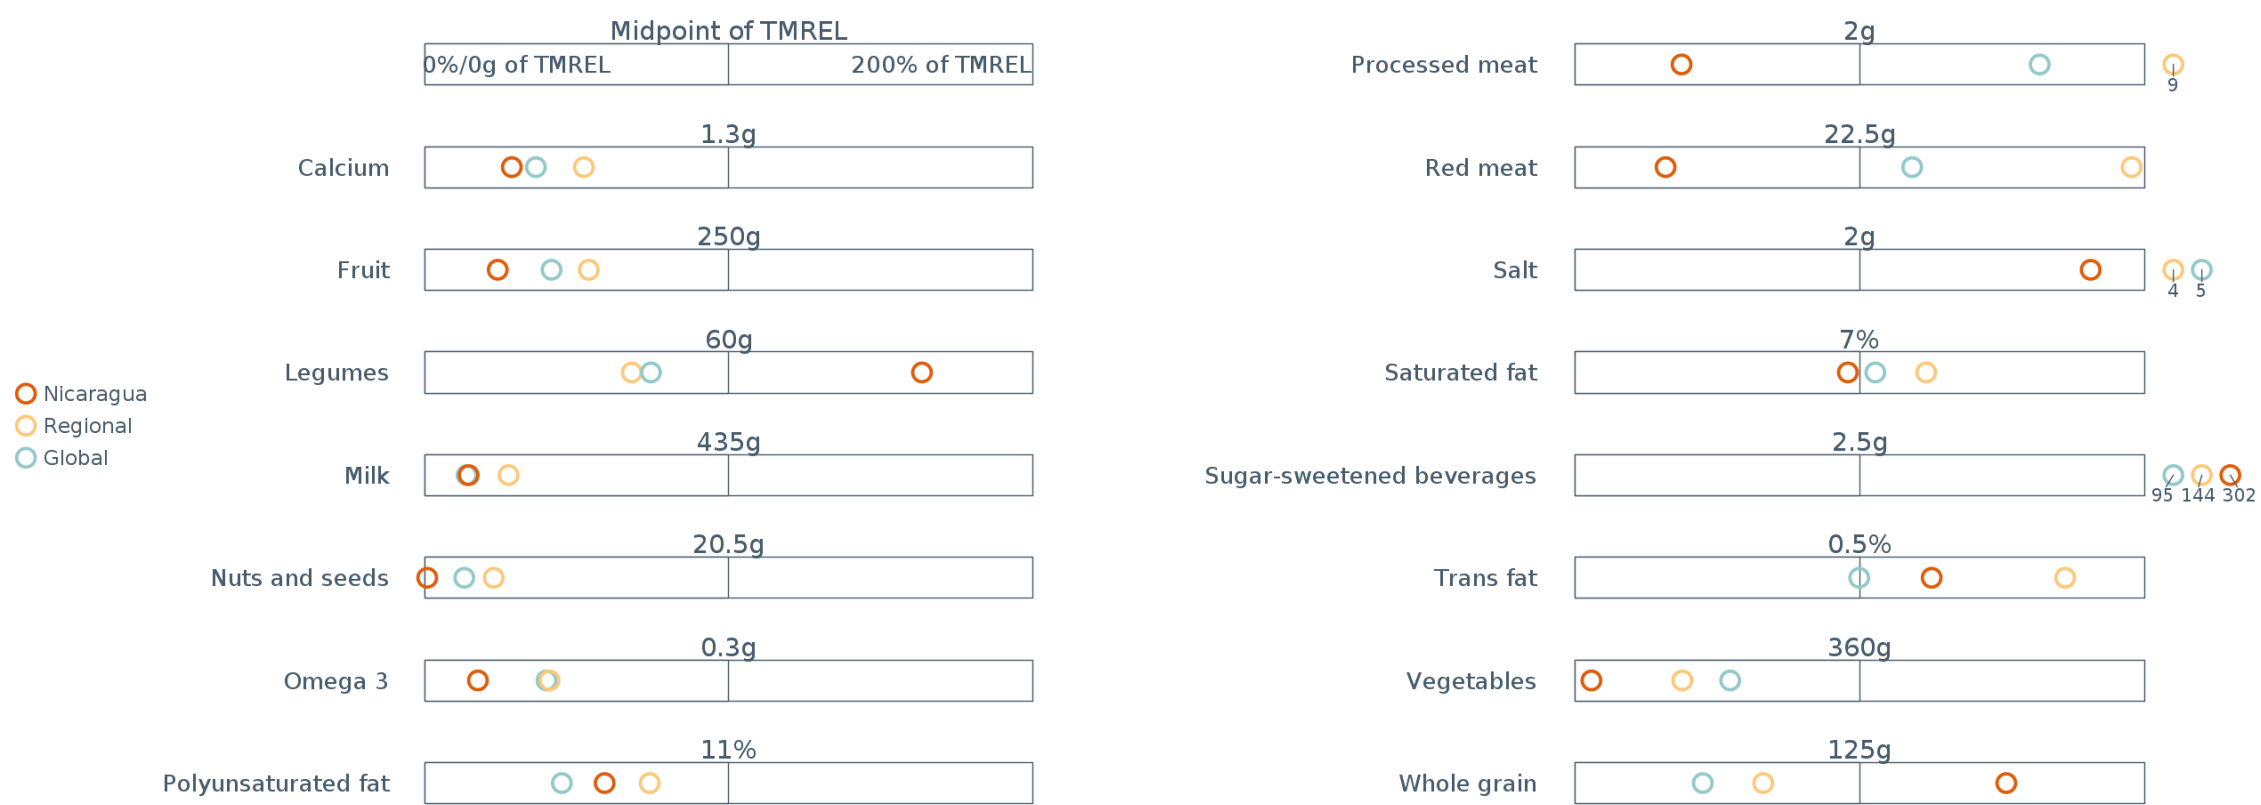 Midpoint of TMREL
0%/0g of TMREL 200% of TMREL
Calcium 1.3g
Fruit 250g
Legumes 60g
Milk 435g
Nuts and seeds 20.5g
Omega 3 0.3g
Polyunsaturated fat 11%
Nicaragua
Regional
Global
Processed meat 2g
9
Red meat 22.5g
Salt 2g
4 5
Saturated fat 7%
Sugar-sweetened beverages 2.5g
95 144 302
Trans fat 0.5%
Vegetables 360g
Whole grain 125g